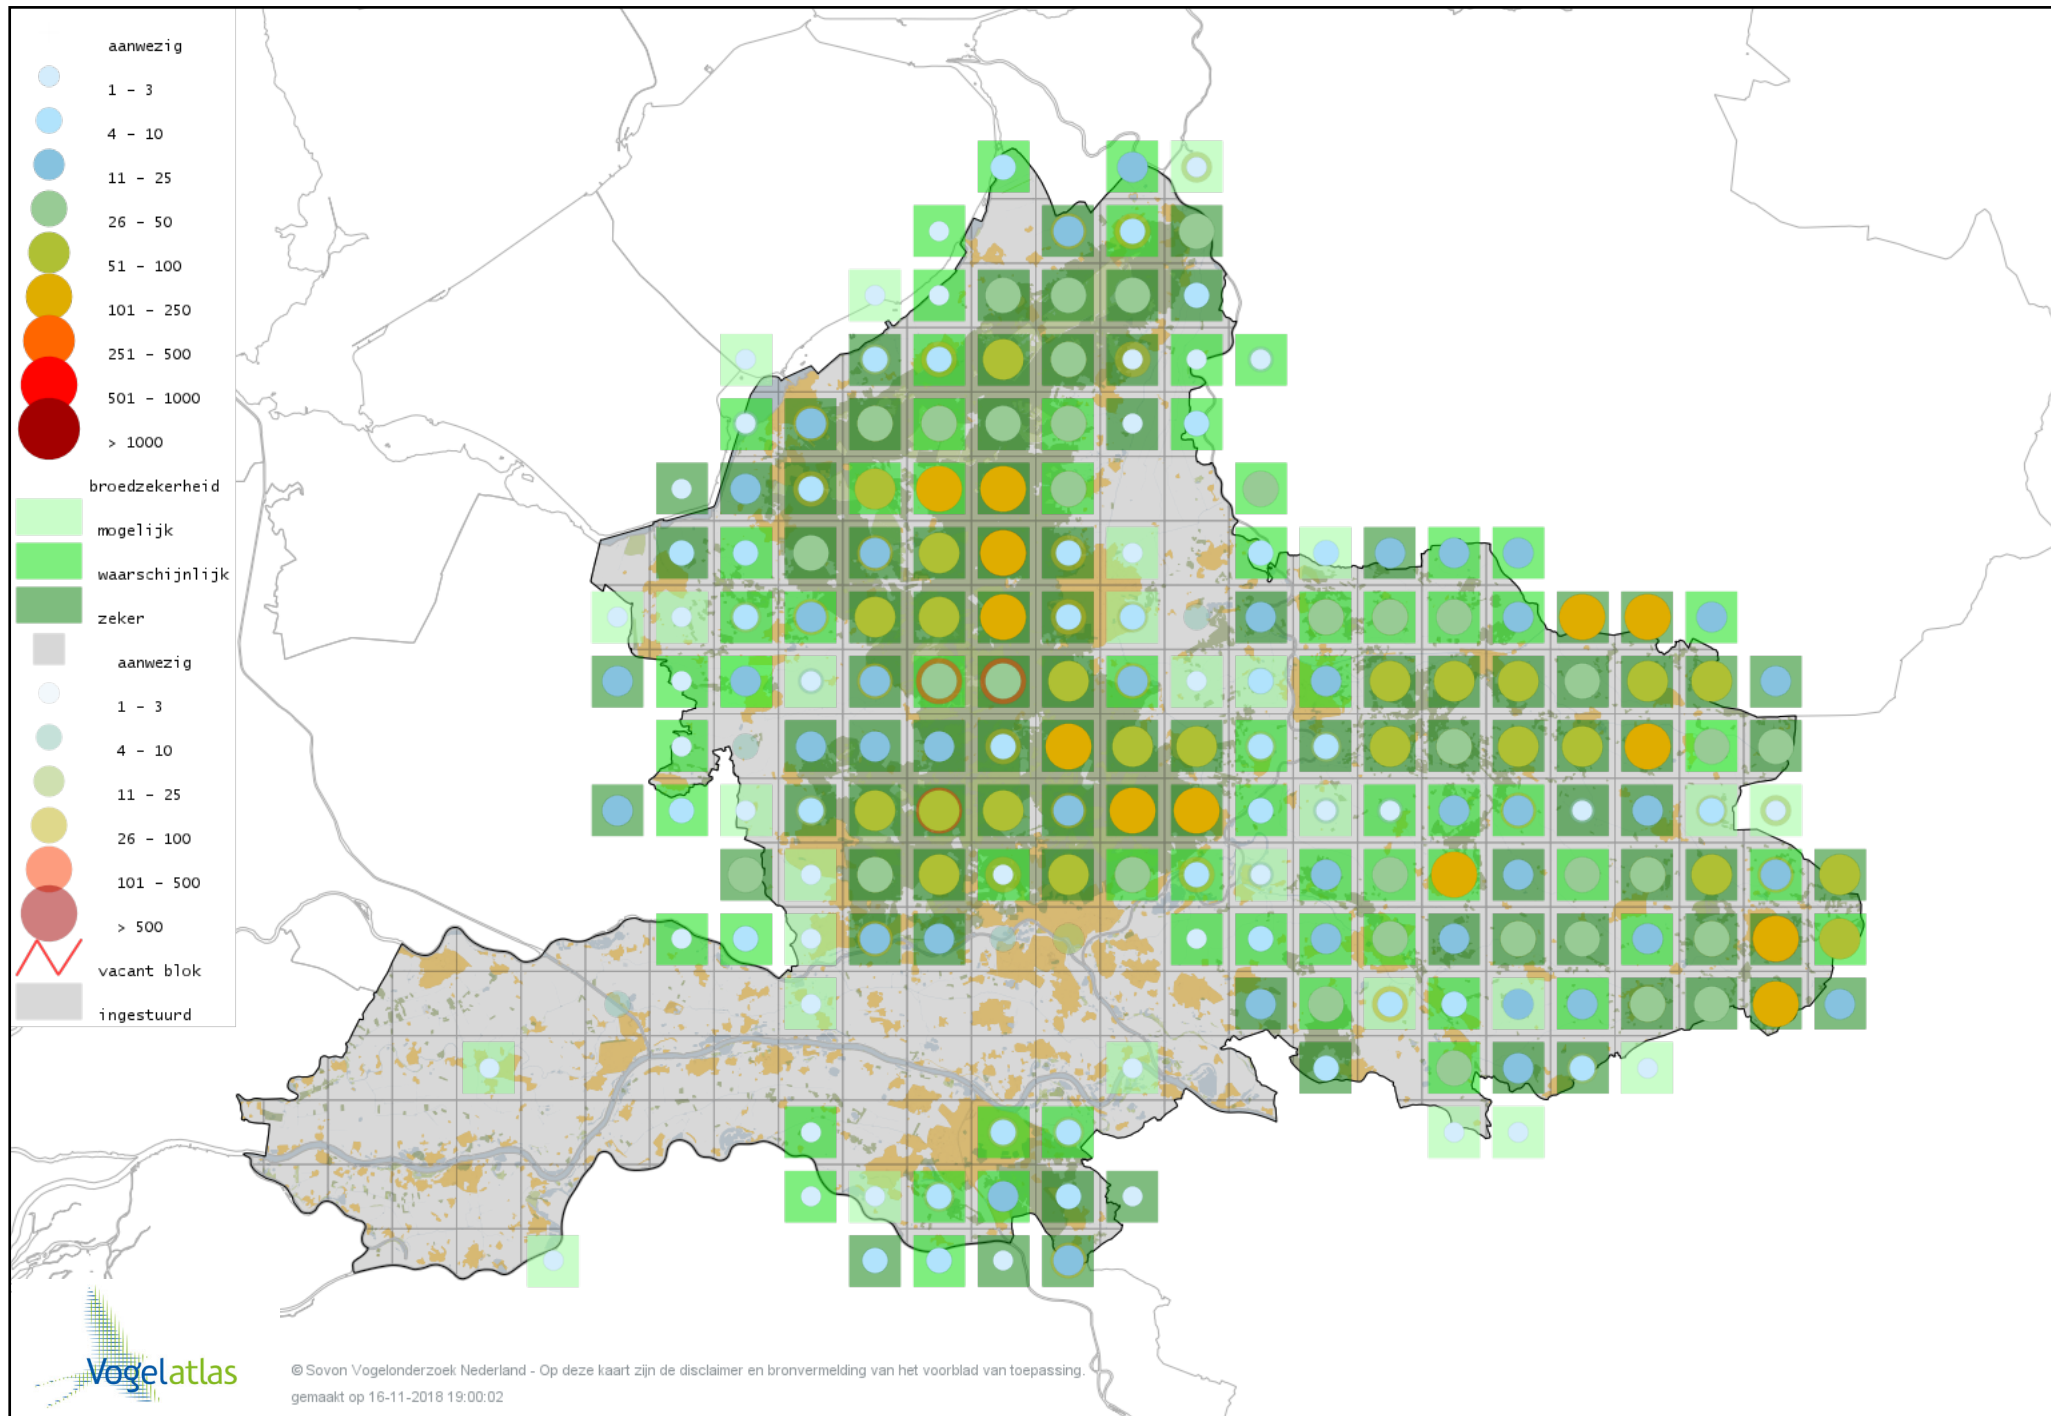 aanwezig
1 - 3
4 - 10
11 - 25
26 - 50
51 - 100
101 - 250
251 - 500
501 - 1000
> 1000
broedzekerheid
mogelijk
waarschijnlijk
zeker
aanwezig
1 - 3
4 - 10
11 - 25
26 - 100
101 - 500
> 500
vacant blok
ingestuurd
Vogelatlas
© Sovon Vogelonderzoek Nederland - Op deze kaart zijn de disclaimer en bronvermelding van het voorblad van toepassing.
gemaakt op 16-11-2018 19:00:02